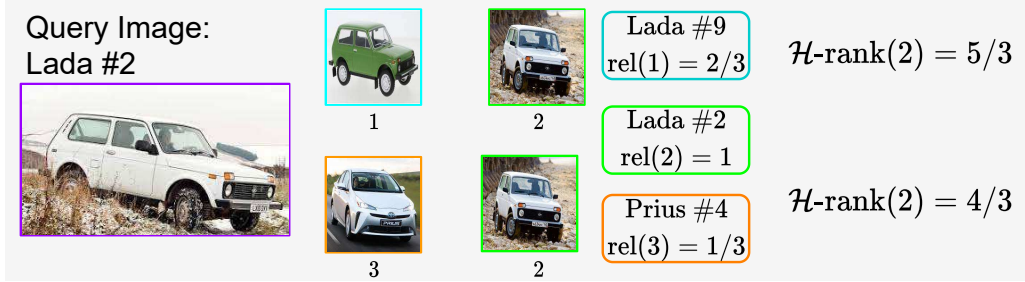 Query Image:
Lada #2
1
2
3
2
Lada #9
rel(1) = 2/3
Lada #2
rel(2) = 1
Prius #4
rel(3) = 1/3
ℋ-rank(2) = 5/3
ℋ-rank(2) = 4/3